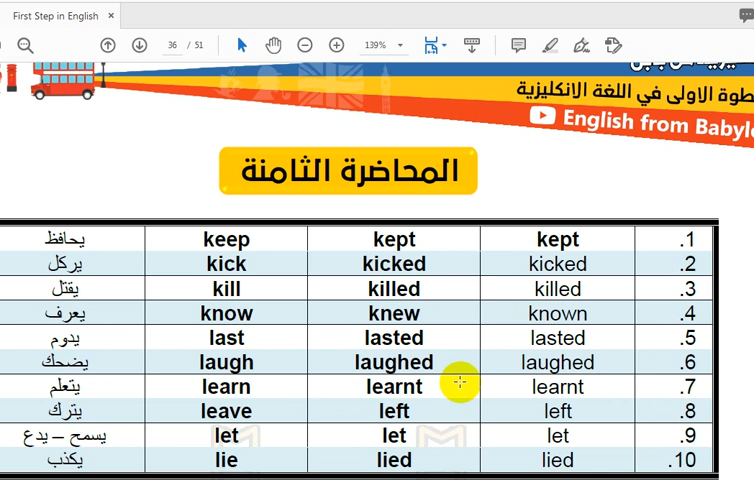 First Step in English ×
36 / 51
139%
الخطوة الاولى في اللغة الانكليزية
English from Babylo
المحاضرة الثامنة
.1 kept kept keep يحافظ
.2 kicked kicked kick يركل
.3 killed killed kill يقتل
.4 known knew know يعرف
.5 lasted lasted last يدوم
.6 laughed laughed laugh يضحك
.7 learnt learnt learn يتعلم
.8 left left leave يترك
.9 let let let يسمح – يدع
.10 lied lied lie يكذب